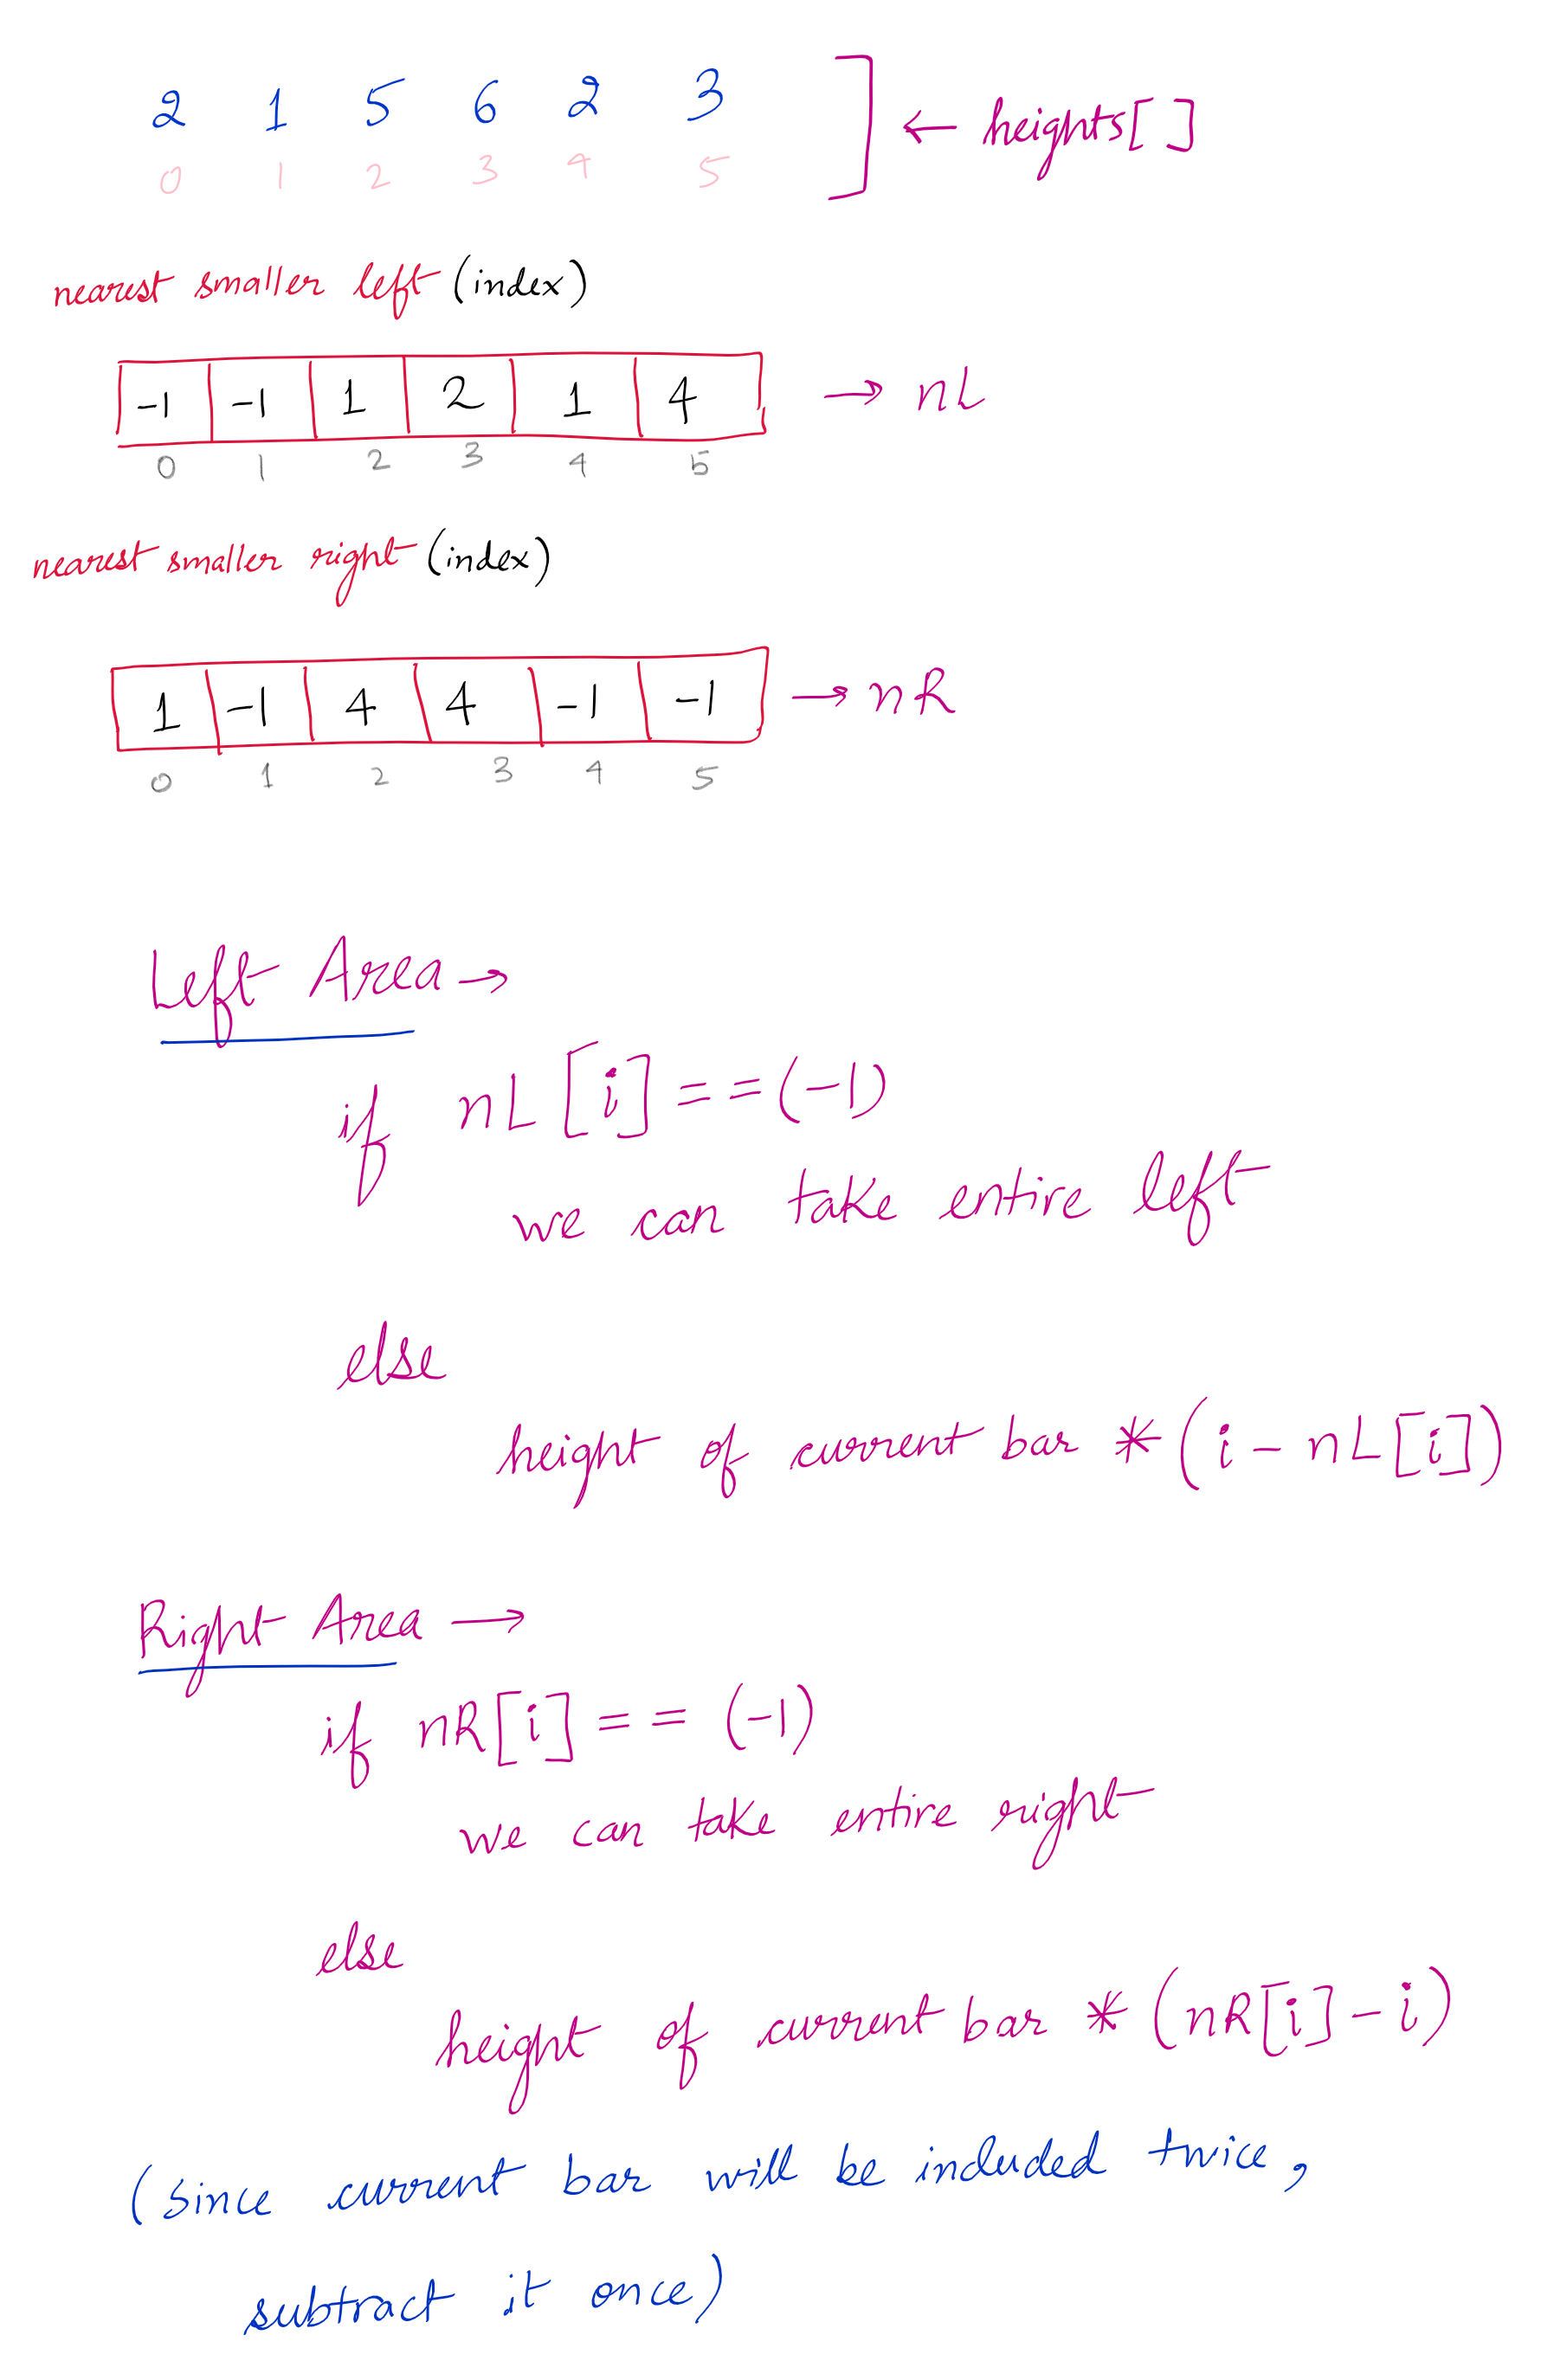 2 1 5 6 2 3 ] ← heights[]
0 1 2 3 4 5
nearest smaller left (index)
-1 -1 1 2 1 4 → nL
0 1 2 3 4 5
nearest smaller right (index)
1 -1 4 4 -1 -1 → nR
0 1 2 3 4 5
Left Area →
if nL[i] == (-1)
we can take entire left
else
height of current bar * (i - nL[i])
Right Area →
if nR[i] == (-1)
we can take entire right
else
height of current bar * (nR[i] - i)
(since current bar will be included twice,
subtract it once)